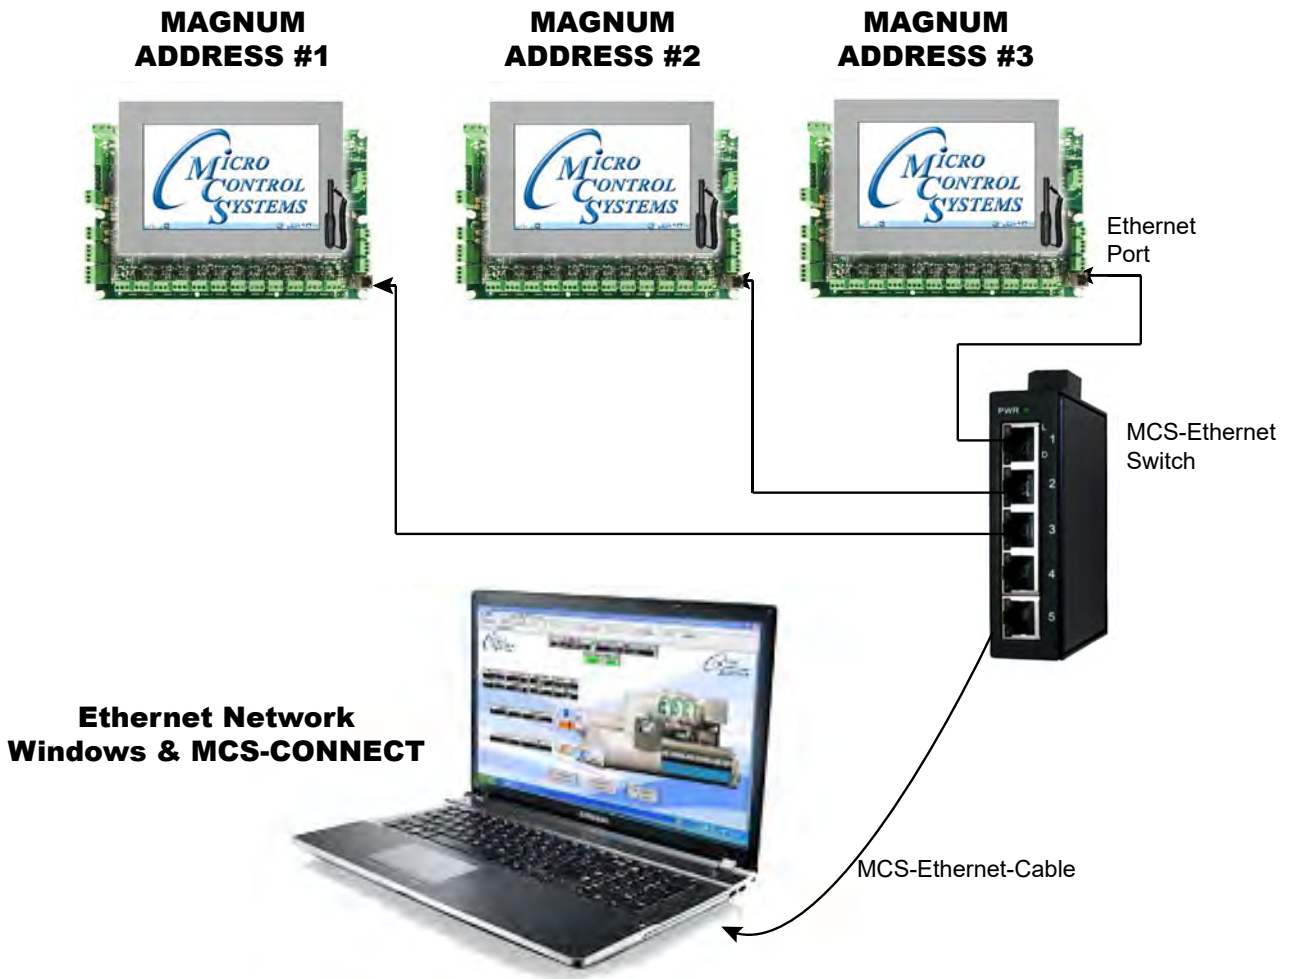 MAGNUM
ADDRESS #1
MAGNUM
ADDRESS #2
MAGNUM
ADDRESS #3
MICRO
CONTROL
SYSTEMS
MICRO
CONTROL
SYSTEMS
MICRO
CONTROL
SYSTEMS
Ethernet
Port
PWR
L
1
D
2
3
4
5
MCS-Ethernet
Switch
Ethernet Network
Windows & MCS-CONNECT
SAMSUNG
MCS-Ethernet-Cable